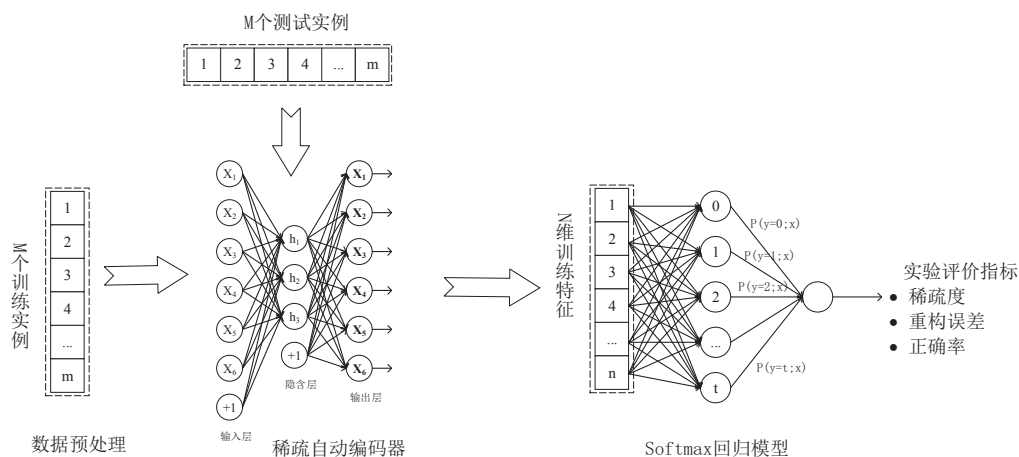 M个测试实例
1 2 3 4 ... m
M个训练实例
1
2
3
4
...
m
数据预处理
X1
X2
X3
X4
X5
X6
+1
输入层
h1
h2
h3
+1
隐含层
X1
X2
X3
X4
X5
X6
输出层
稀疏自动编码器
N维训练特征
1
2
3
4
...
n
0
1
2
...
t
P(y=0;x)
P(y=1;x)
P(y=2;x)
P(y=t;x)
Softmax回归模型
实验评价指标
● 稀疏度
● 重构误差
● 正确率